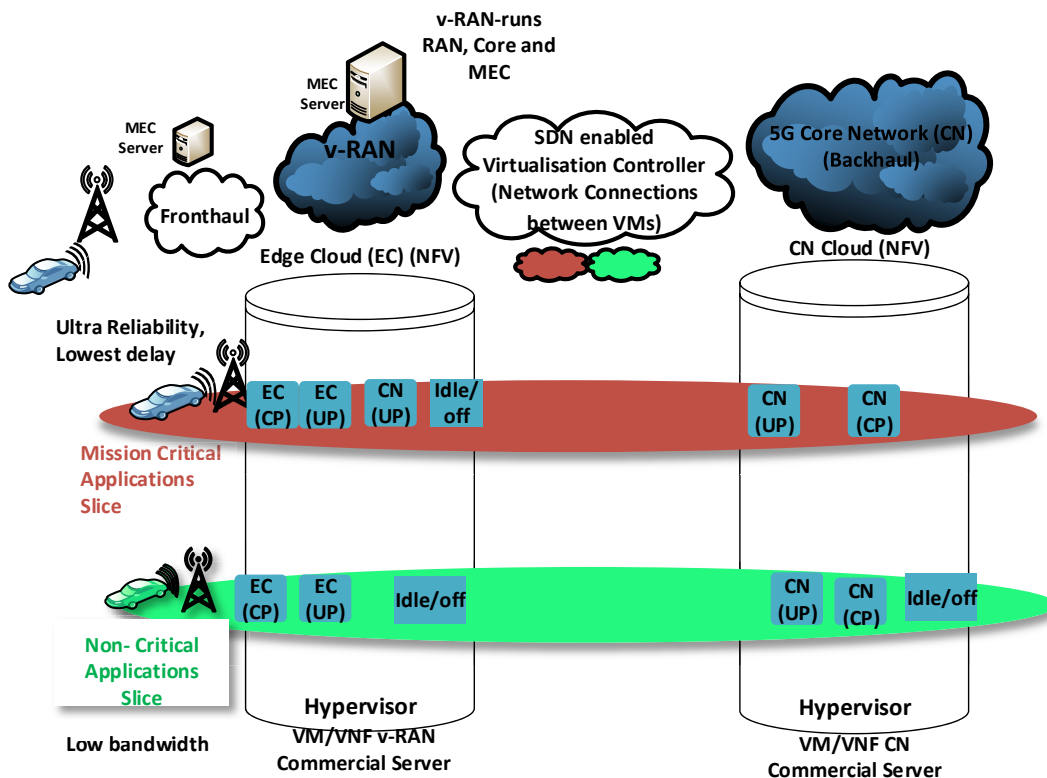 v-RAN-runs
RAN, Core and
MEC
MEC
Server
MEC
Server
v-RAN
Fronthaul
SDN enabled
Virtualisation Controller
(Network Connections
between VMs)
5G Core Network (CN)
(Backhaul)
Edge Cloud (EC) (NFV)
CN Cloud (NFV)
Ultra Reliability,
Lowest delay
EC
(CP)
EC
(UP)
CN
(UP)
Idle/
off
CN
(UP)
CN
(CP)
Mission Critical
Applications
Slice
EC
(CP)
EC
(UP)
Idle/off
CN
(UP)
CN
(CP)
Idle/off
Non- Critical
Applications
Slice
Low bandwidth
Hypervisor
VM/VNF v-RAN
Commercial Server
Hypervisor
VM/VNF CN
Commercial Server